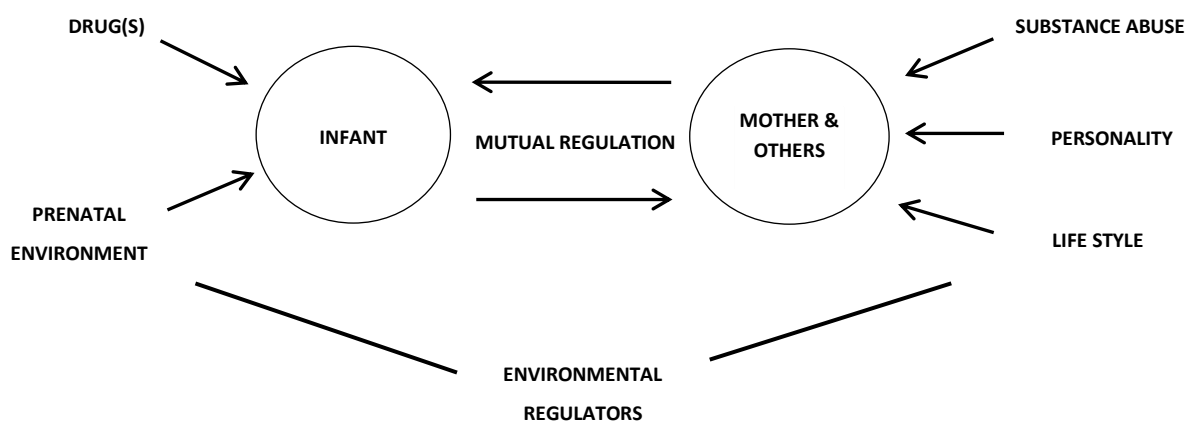 DRUG(S)
SUBSTANCE ABUSE
INFANT
MUTUAL REGULATION
MOTHER &
OTHERS
PERSONALITY
PRENATAL
ENVIRONMENT
LIFE STYLE
ENVIRONMENTAL
REGULATORS